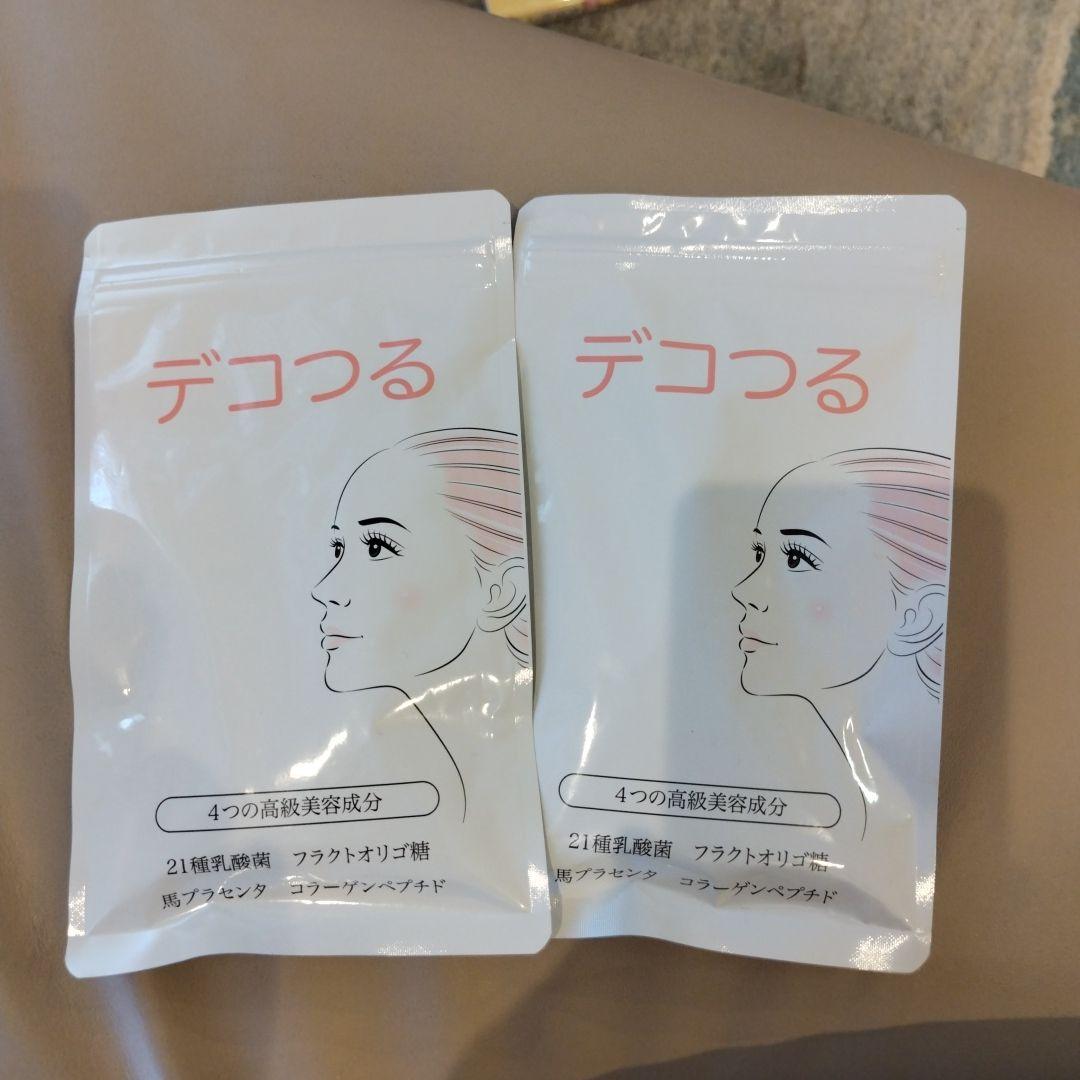 デコつる
4つの高級美容成分
21種乳酸菌　フラクトオリゴ糖
馬プラセンタ　コラーゲンペプチド
デコつる
4つの高級美容成分
21種乳酸菌　フラクトオリゴ糖
馬プラセンタ　コラーゲンペプチド